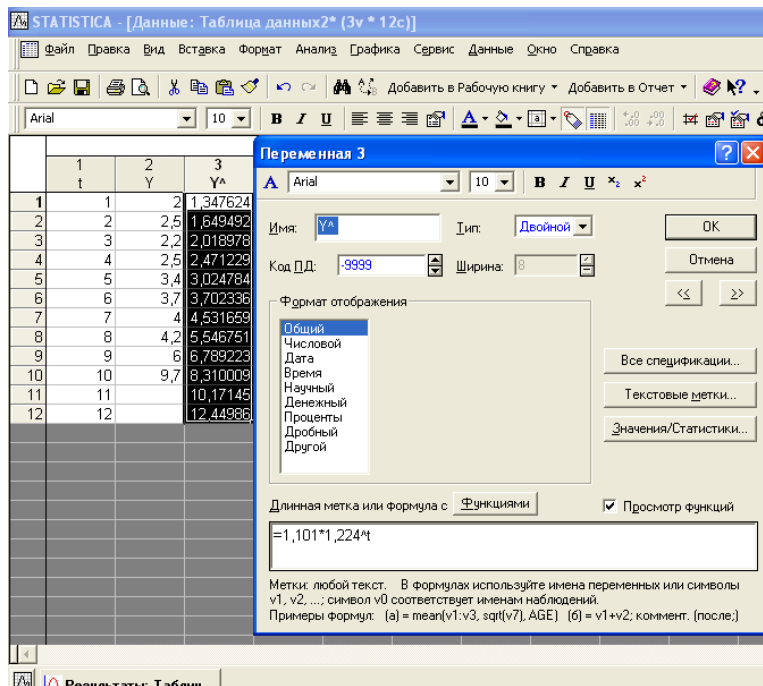 STATISTICA - [Данные: Таблица данных2* (3v * 12c)]
Файл Правка Вид Вставка Формат Анализ Графика Сервис Данные Окно Справка
Добавить в Рабочую книгу Добавить в Отчет
Arial 10 B I U
1 2 3
t Y Y^
1 1 2 1,347624
2 2 2,5 1,649492
3 3 2,2 2,018978
4 4 2,5 2,471229
5 5 3,4 3,024784
6 6 3,7 3,702336
7 7 4 4,531659
8 8 4,2 5,546751
9 9 6 6,789223
10 10 9,7 8,310009
11 11 10,17145
12 12 12,44986
Переменная 3
A Arial 10 B I U x₂ x²
Имя: Y^ Тип: Двойной OK
Код ПД: -9999 Ширина: 8 Отмена
<< >>
Формат отображения
Общий
Числовой
Дата
Время
Научный
Денежный
Проценты
Дробный
Другой
Все спецификации...
Текстовые метки...
Значения/Статистики...
Длинная метка или формула с Функциями Просмотр функций
=1,101*1,224^t
Метки: любой текст. В формулах используйте имена переменных или символы
v1, v2, ...; символ v0 соответствует именам наблюдений.
Примеры формул: (а) = mean(v1:v3, sqrt(v7), AGE) (б) = v1+v2; коммент. (после;)